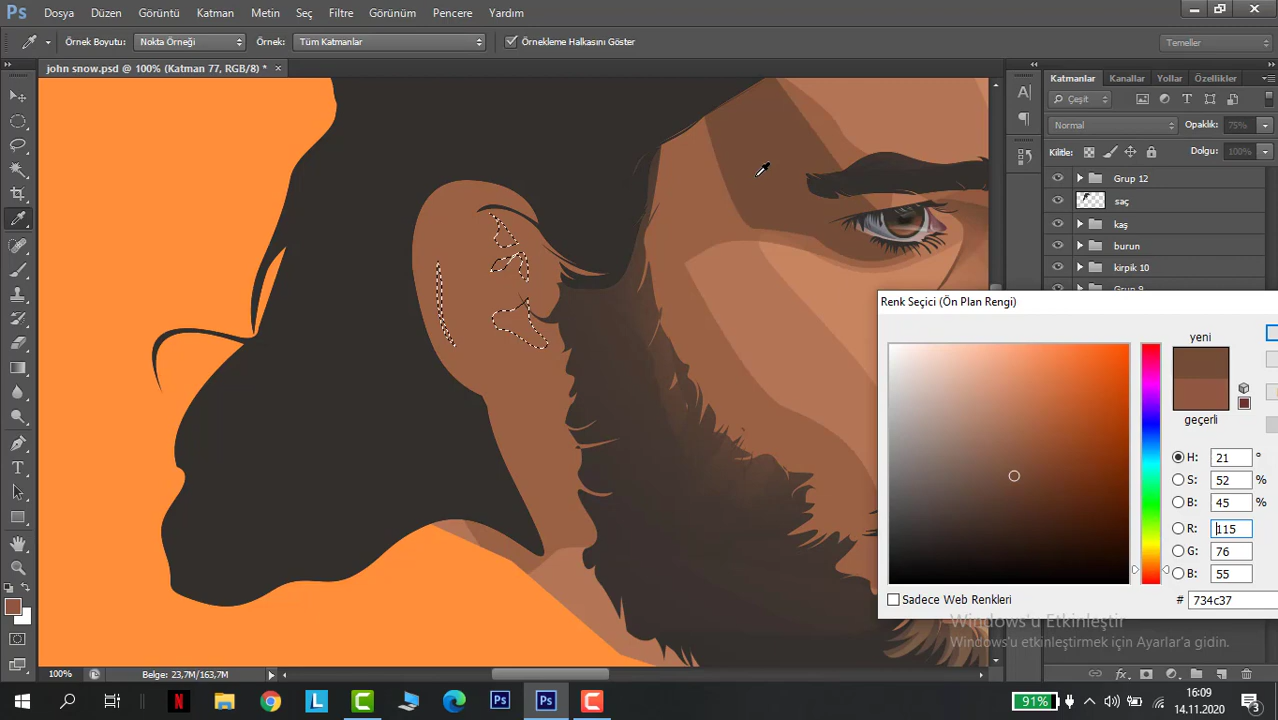 Ps Dosya Düzen Görüntü Katman Metin Seç Filtre Görünüm Pencere Yardım
Örnek Boyutu: Nokta Örneği Örnek: Tüm Katmanlar Örnekleme Halkasını Göster Temeller
john snow.psd @ 100% (Katman 77, RGB/8) * ×
Katmanlar Kanallar Yollar Özellikler
Çeşit
Normal Opaklık: 75%
Kilitle: Dolgu: 100%
Grup 12
saç
kaş
burun
kirpik 10
Grup 9
Renk Seçici (Ön Plan Rengi)
yeni
geçerli
H: 21 °
S: 52 %
B: 45 %
R: 115
G: 76
B: 55
Sadece Web Renkleri # 734c37
Windows'u Etkinleştir
Windows'u etkinleştirmek için Ayarlar'a gidin.
100% Belge: 23,7M/163,7M
91% 16:09
14.11.2020
3